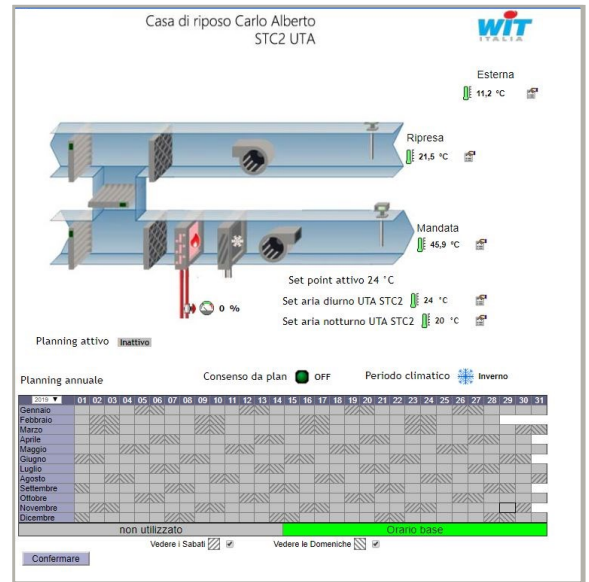 Casa di riposo Carlo Alberto
STC2 UTA
WIT
ITALIA
Esterna
11,2 °C
Ripresa
21,5 °C
Mandata
45,9 °C
Set point attivo 24 °C
Set aria diurno UTA STC2 24 °C
Set aria notturno UTA STC2 20 °C
0 %
Planning attivo Inattivo
Planning annuale Consenso da plan OFF Periodo climatico Inverno
2019 ▼ 01 02 03 04 05 06 07 08 09 10 11 12 13 14 15 16 17 18 19 20 21 22 23 24 25 26 27 28 29 30 31
Gennaio
Febbraio
Marzo
Aprile
Maggio
Giugno
Luglio
Agosto
Settembre
Ottobre
Novembre
Dicembre
non utilizzato Orario base
Vedere i Sabati Vedere le Domeniche
Confermare